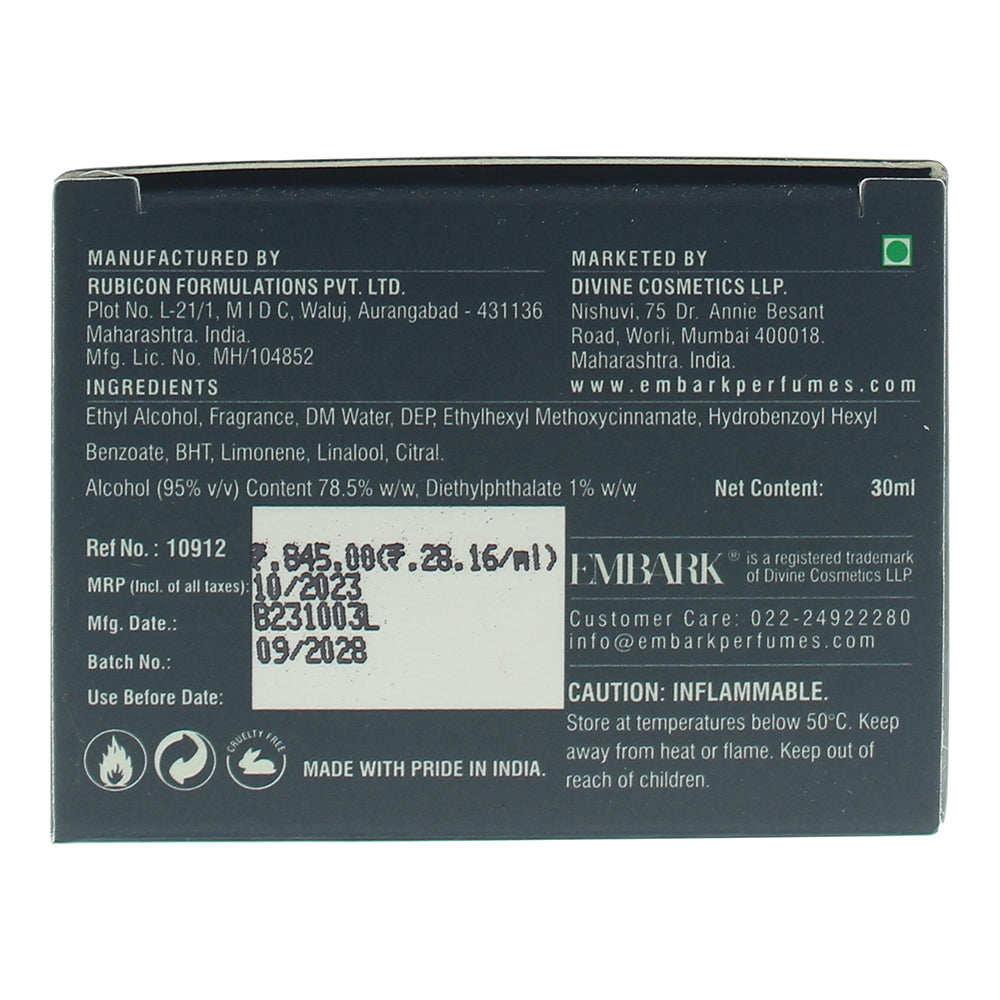 MANUFACTURED BY
RUBICON FORMULATIONS PVT. LTD.
Plot No. L-21/1, M I D C, Waluj, Aurangabad - 431136
Maharashtra. India.
Mfg. Lic. No. MH/104852
MARKETED BY
DIVINE COSMETICS LLP.
Nishuvi, 75 Dr. Annie Besant
Road, Worli, Mumbai 400018.
Maharashtra. India.
www.embarkperfumes.com
INGREDIENTS
Ethyl Alcohol, Fragrance, DM Water, DEP, Ethylhexyl Methoxycinnamate, Hydrobenzoyl Hexyl
Benzoate, BHT, Limonene, Linalool, Citral.
Alcohol (95% v/v) Content 78.5% w/w, Diethylphthalate 1% w/w
Net Content: 30ml
Ref No. : 10912
MRP (Incl. of all taxes):
Mfg. Date.:
Batch No.:
Use Before Date:
₹.845.00(₹.28.16/ml)
10/2023
B231003L
09/2028
EMBARK ® is a registered trademark
of Divine Cosmetics LLP
Customer Care: 022-24922280
info@embarkperfumes.com
CAUTION: INFLAMMABLE.
Store at temperatures below 50°C. Keep
away from heat or flame. Keep out of
reach of children.
CRUELTY FREE
MADE WITH PRIDE IN INDIA.